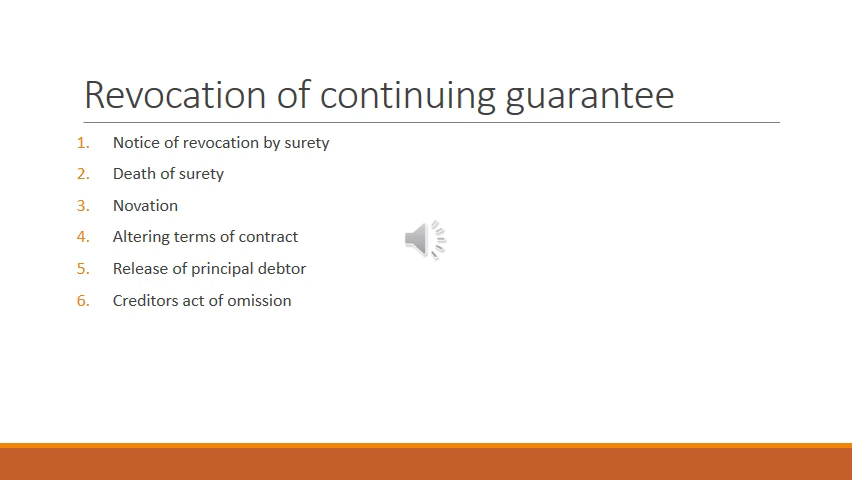 Revocation of continuing guarantee
1. Notice of revocation by surety
2. Death of surety
3. Novation
4. Altering terms of contract
5. Release of principal debtor
6. Creditors act of omission